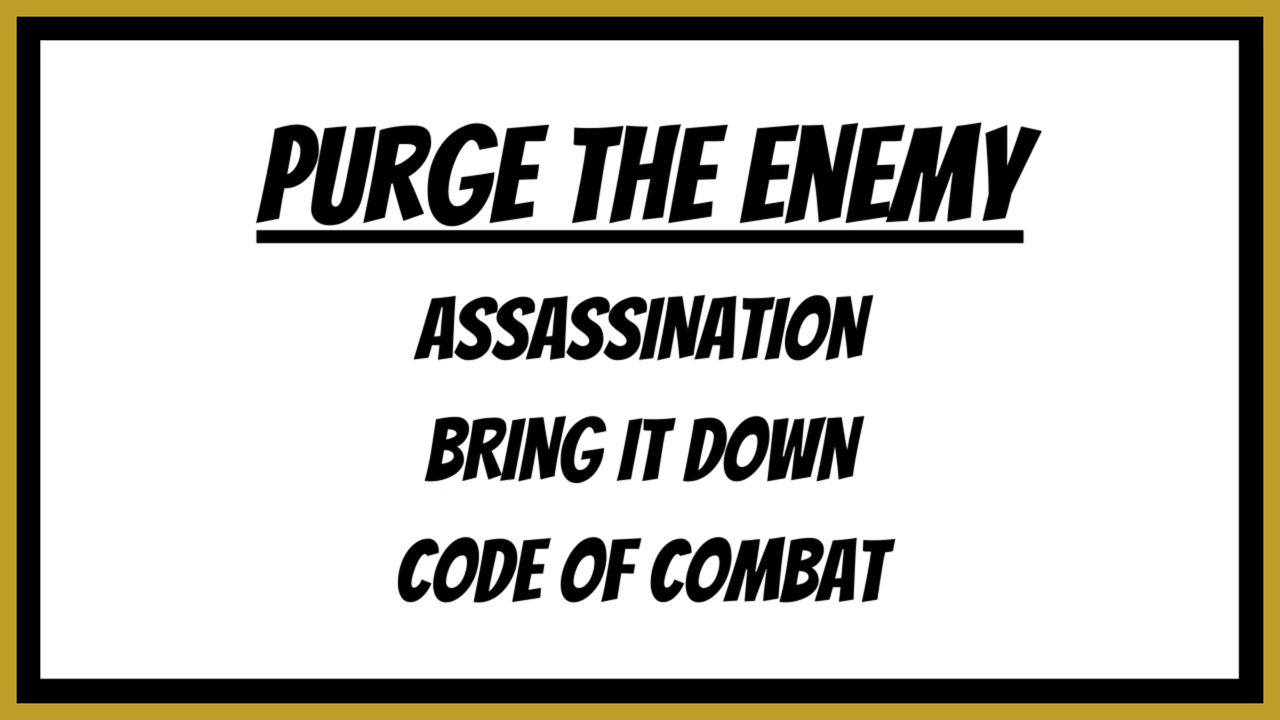 PURGE THE ENEMY
ASSASSINATION
BRING IT DOWN
CODE OF COMBAT